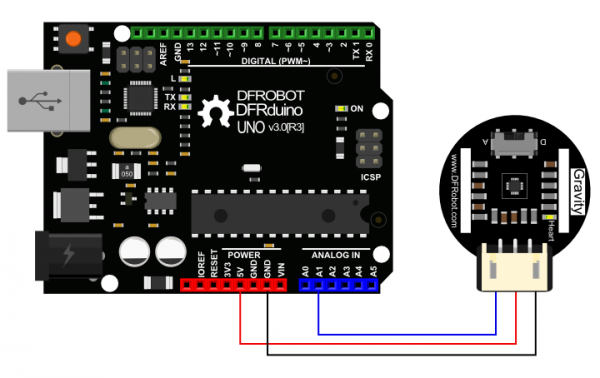 AREF
GND
13
12
~11
~10
~9
8
7
~6
~5
4
~3
2
TX 1
RX 0
DIGITAL (PWM~)
L
TX
RX
DFROBOT
DFRduino
UNO v3.0[R3]
ON
ICSP
050
IOREF
RESET
3V3
5V
GND
GND
VIN
POWER
ANALOG IN
A0
A1
A2
A3
A4
A5
D
A
www.DFRobot.com
Gravity
Heart